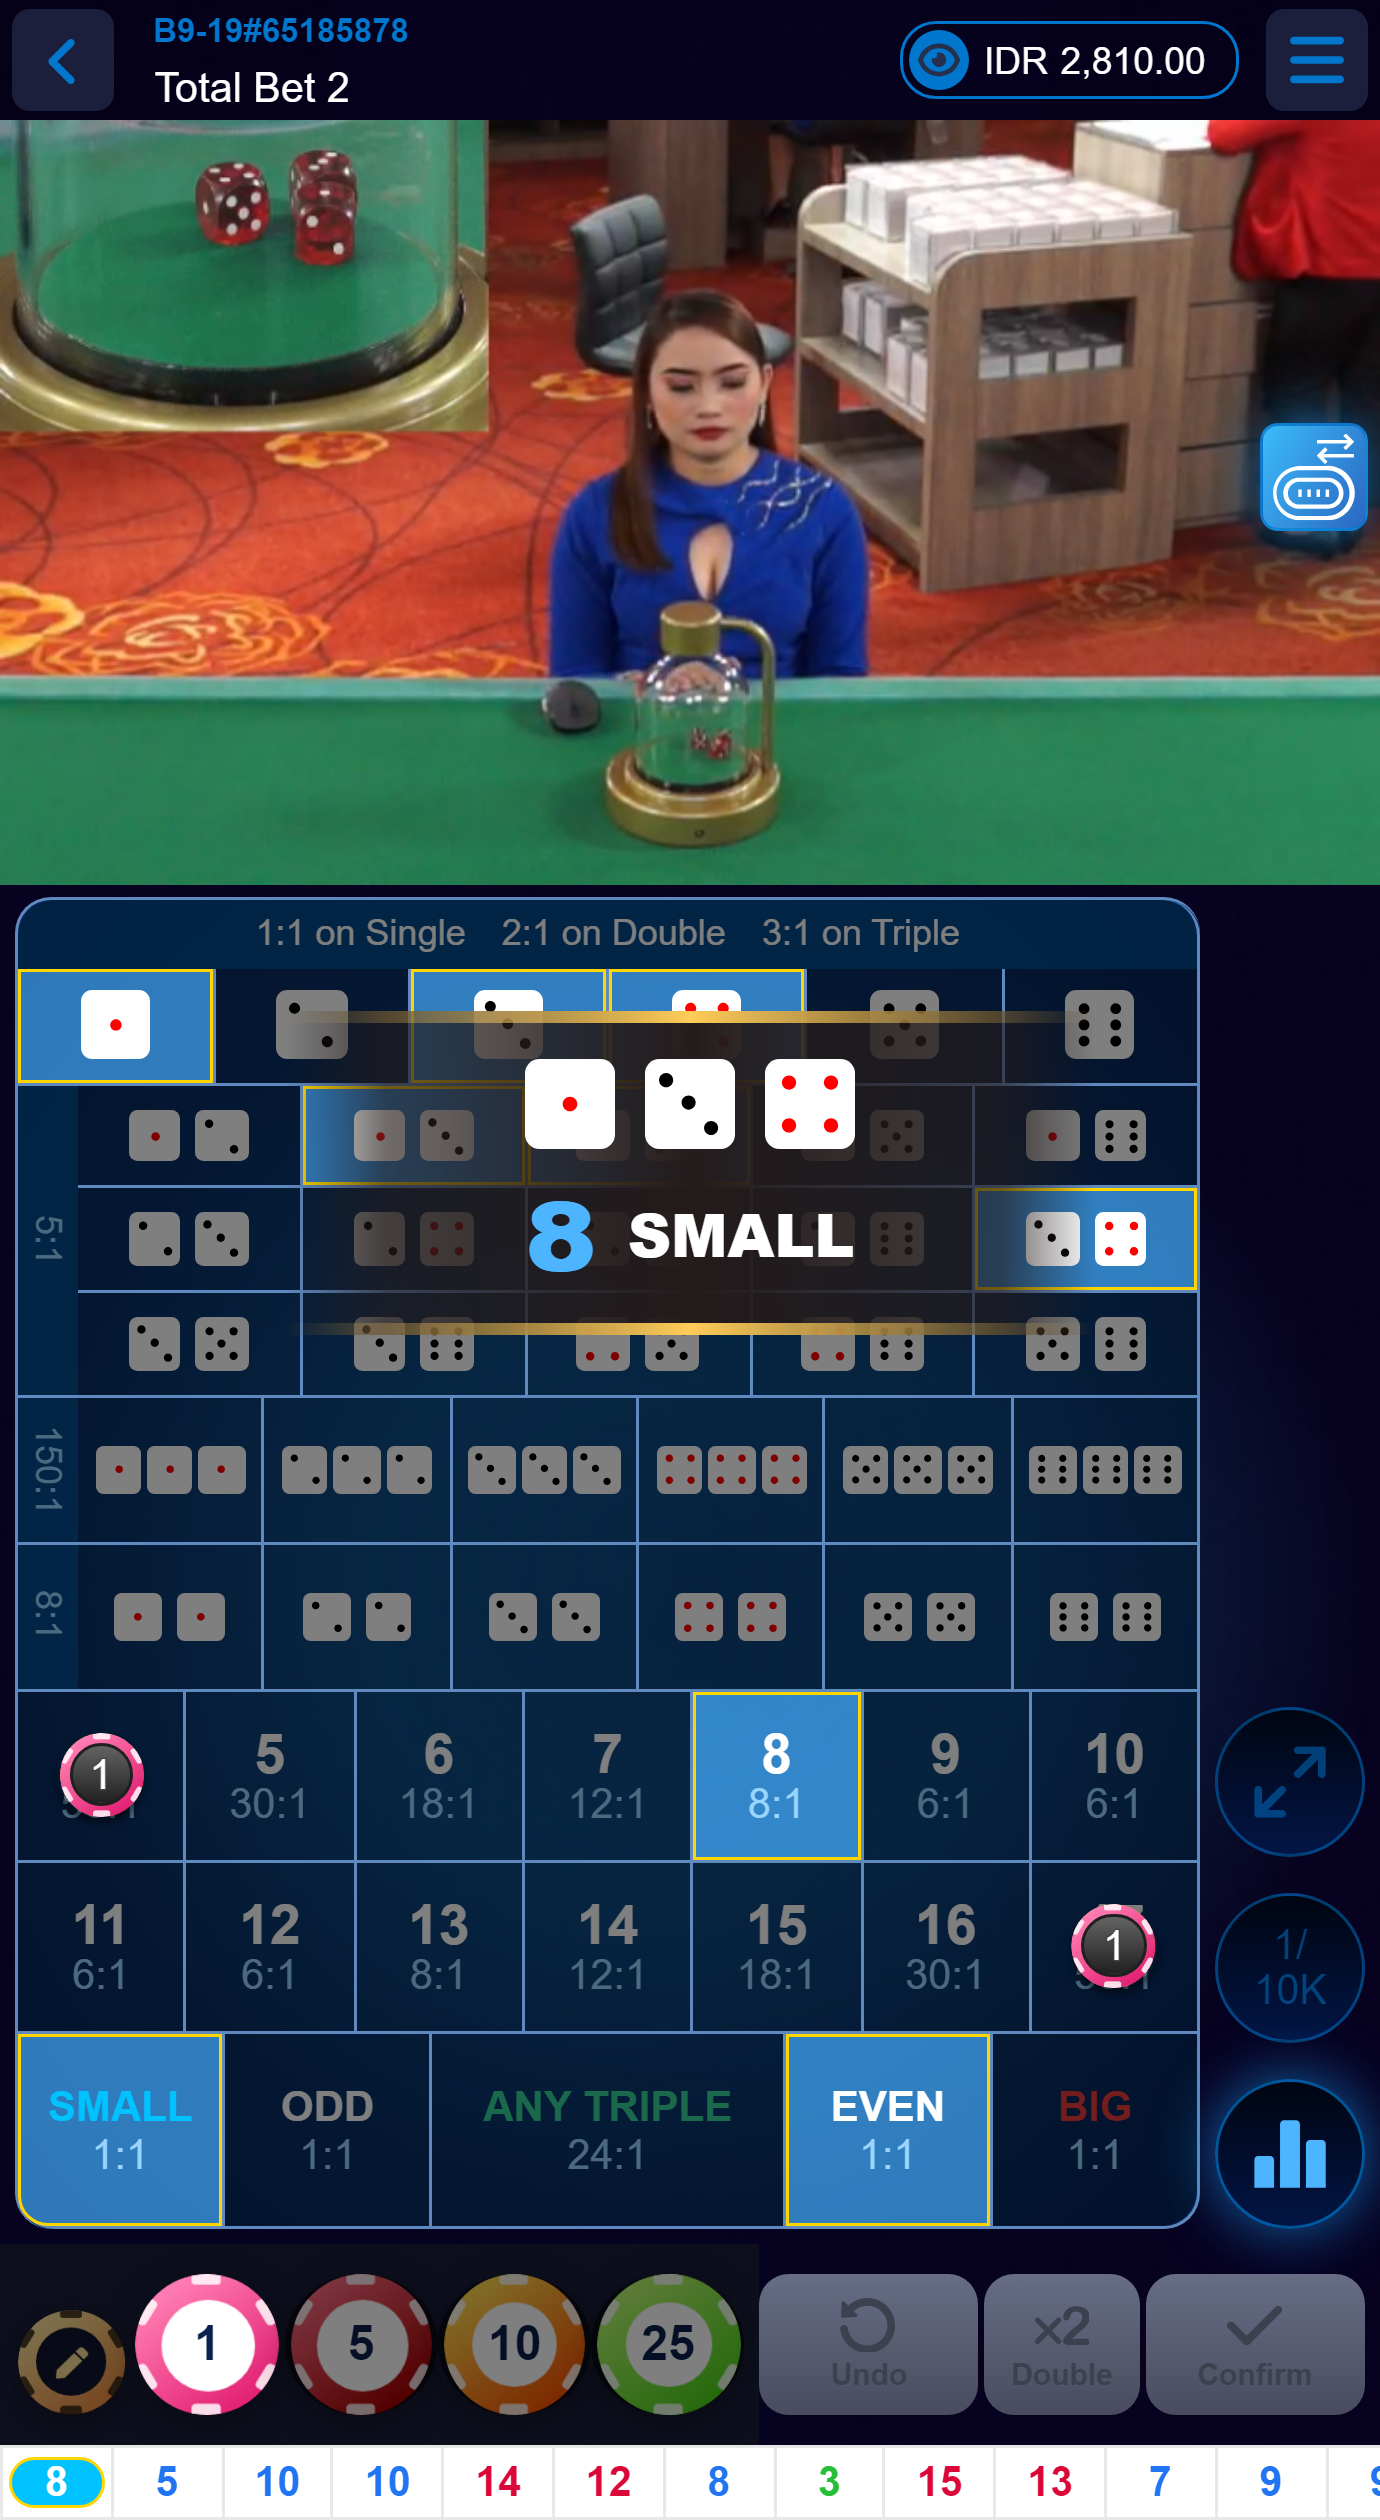 B9-19#65185878
Total Bet 2
IDR 2,810.00
1:1 on Single 2:1 on Double 3:1 on Triple
8 SMALL
5:1
150:1
8:1
1
5 30:1
6 18:1
7 12:1
8 8:1
9 6:1
10 6:1
11 6:1
12 6:1
13 8:1
14 12:1
15 18:1
16 30:1
1
1/
10K
SMALL 1:1
ODD 1:1
ANY TRIPLE 24:1
EVEN 1:1
BIG 1:1
1 5 10 25
Undo
x2
Double
Confirm
8 5 10 10 14 12 8 3 15 13 7 9